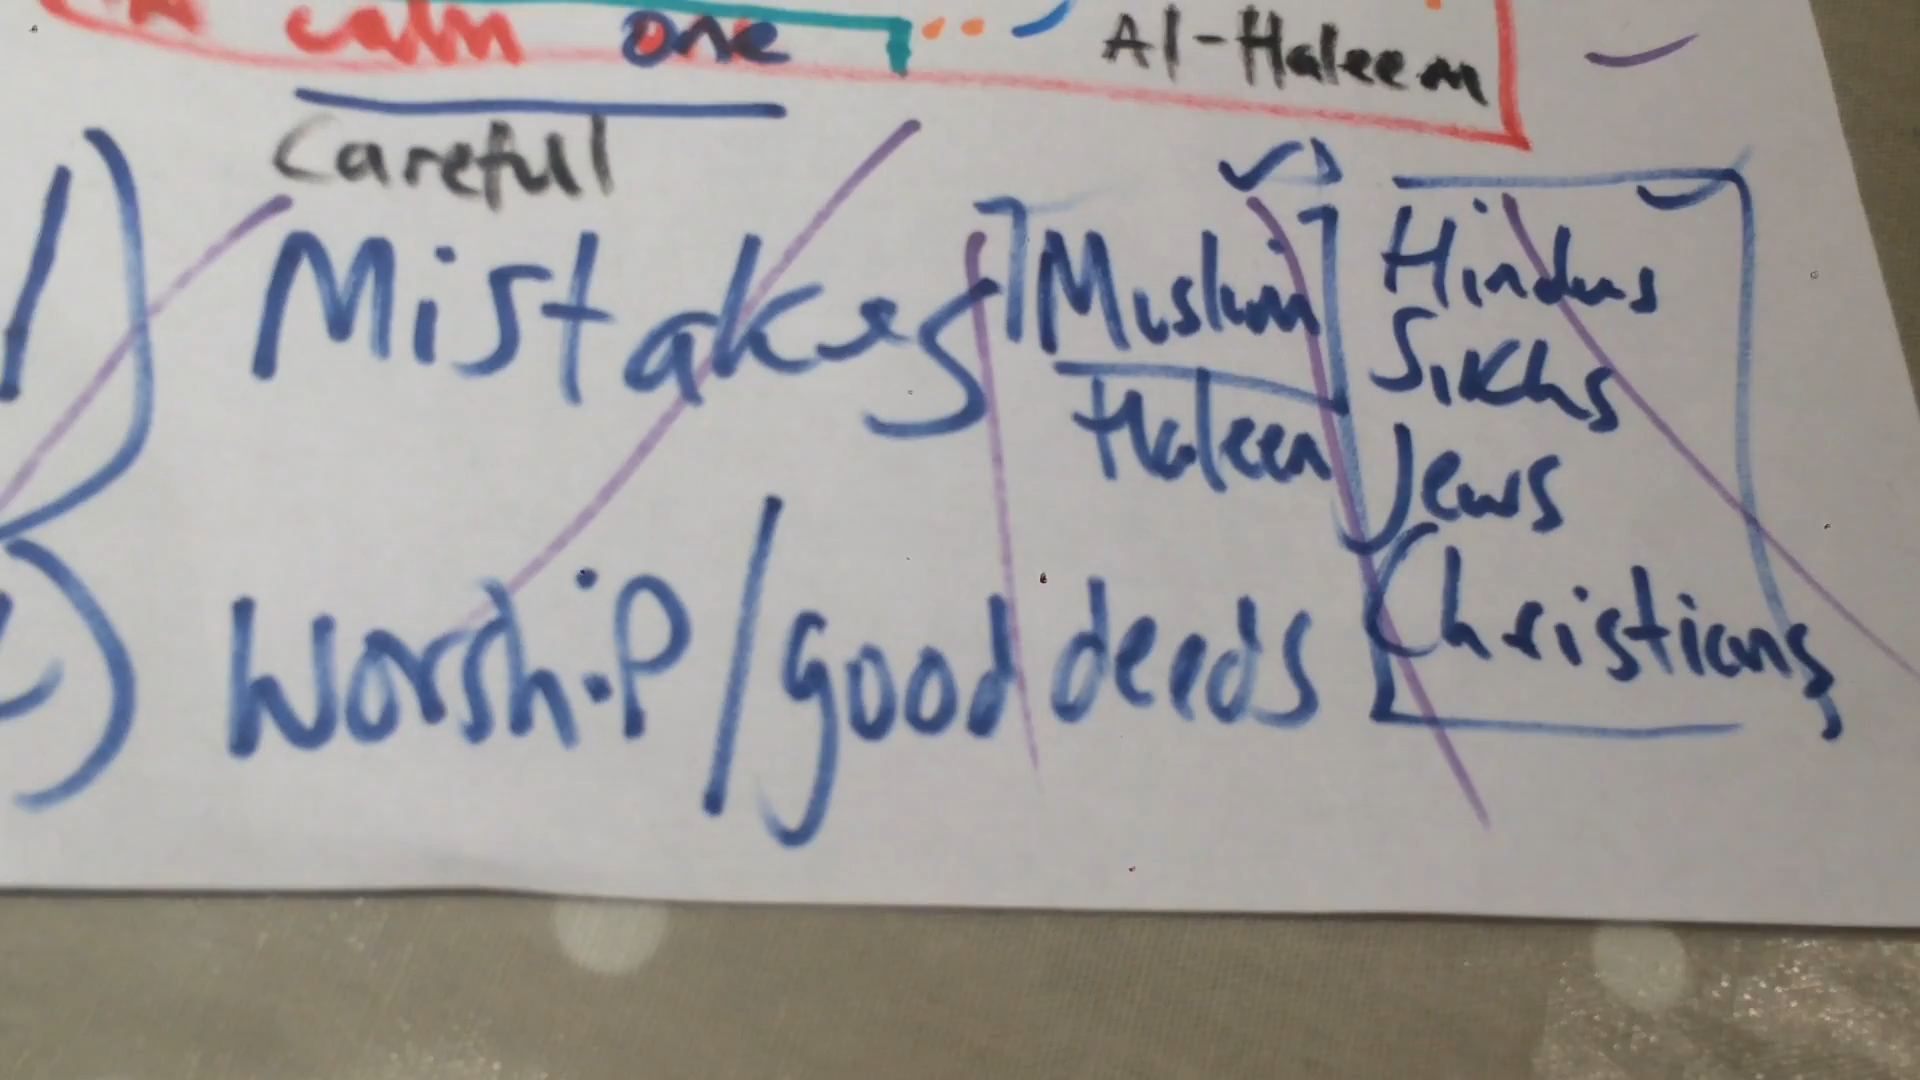 calm one
Al-Haleem
Careful
1) Mistakes
Muslim
Haleem
Hindus
Sikhs
Jews
Christians
2) Worship/good deeds